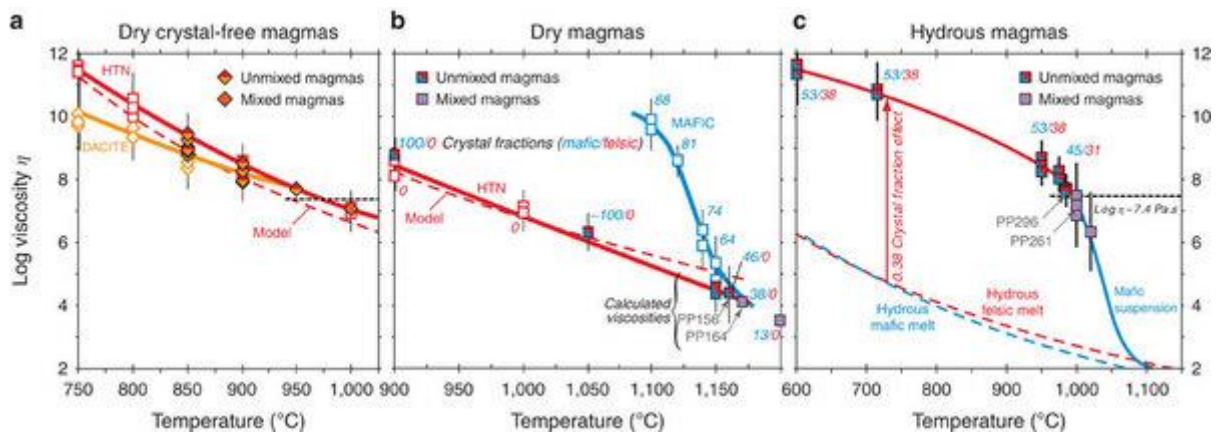 a Dry crystal-free magmas
12
10
8
6
4
2
Log viscosity η
HTN
DACITE
Model
Unmixed magmas
Mixed magmas
750 800 850 900 950 1,000
Temperature (°C)
b Dry magmas
Unmixed magmas
Mixed magmas
100/0 Crystal fractions (mafic/felsic)
0
HTN
Model
0
~100/0
68
MAFIC
81
74
64
46/0
38/0
13/0
Calculated
viscosities
PP156
PP164
900 950 1,000 1,050 1,100 1,150
Temperature (°C)
c Hydrous magmas
Unmixed magmas
Mixed magmas
53/38
53/38
53/38
45/31
0.38 Crystal fraction effect
PP296
PP261
Hydrous
mafic melt
Hydrous
felsic melt
Mafic
suspension
12
10
8
6
4
2
600 700 800 900 1,000 1,100
Temperature (°C)